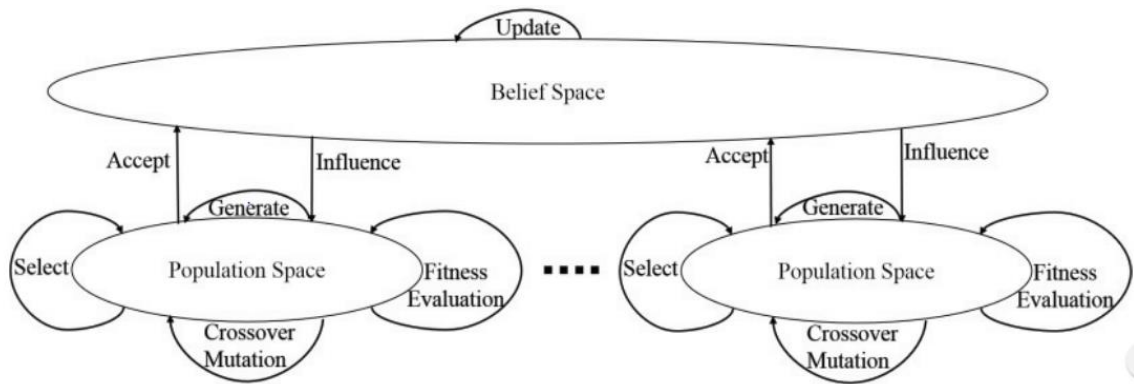 Update
Belief Space
Accept
Influence
Accept
Influence
Generate
Generate
Select
Population Space
Fitness
Evaluation
Select
Population Space
Fitness
Evaluation
Crossover
Mutation
Crossover
Mutation